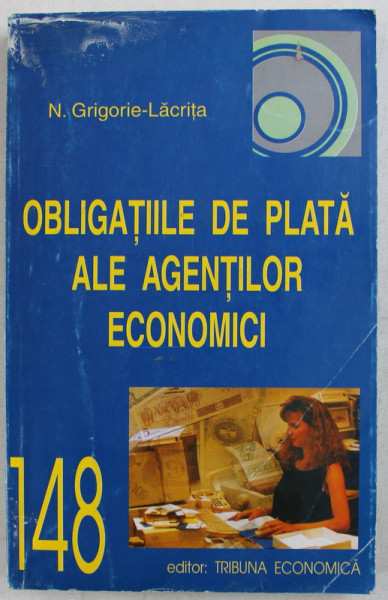 N. Grigorie-Lăcrița
OBLIGAȚIILE DE PLATĂ
ALE AGENȚILOR
ECONOMICI
148
editor: TRIBUNA ECONOMICĂ